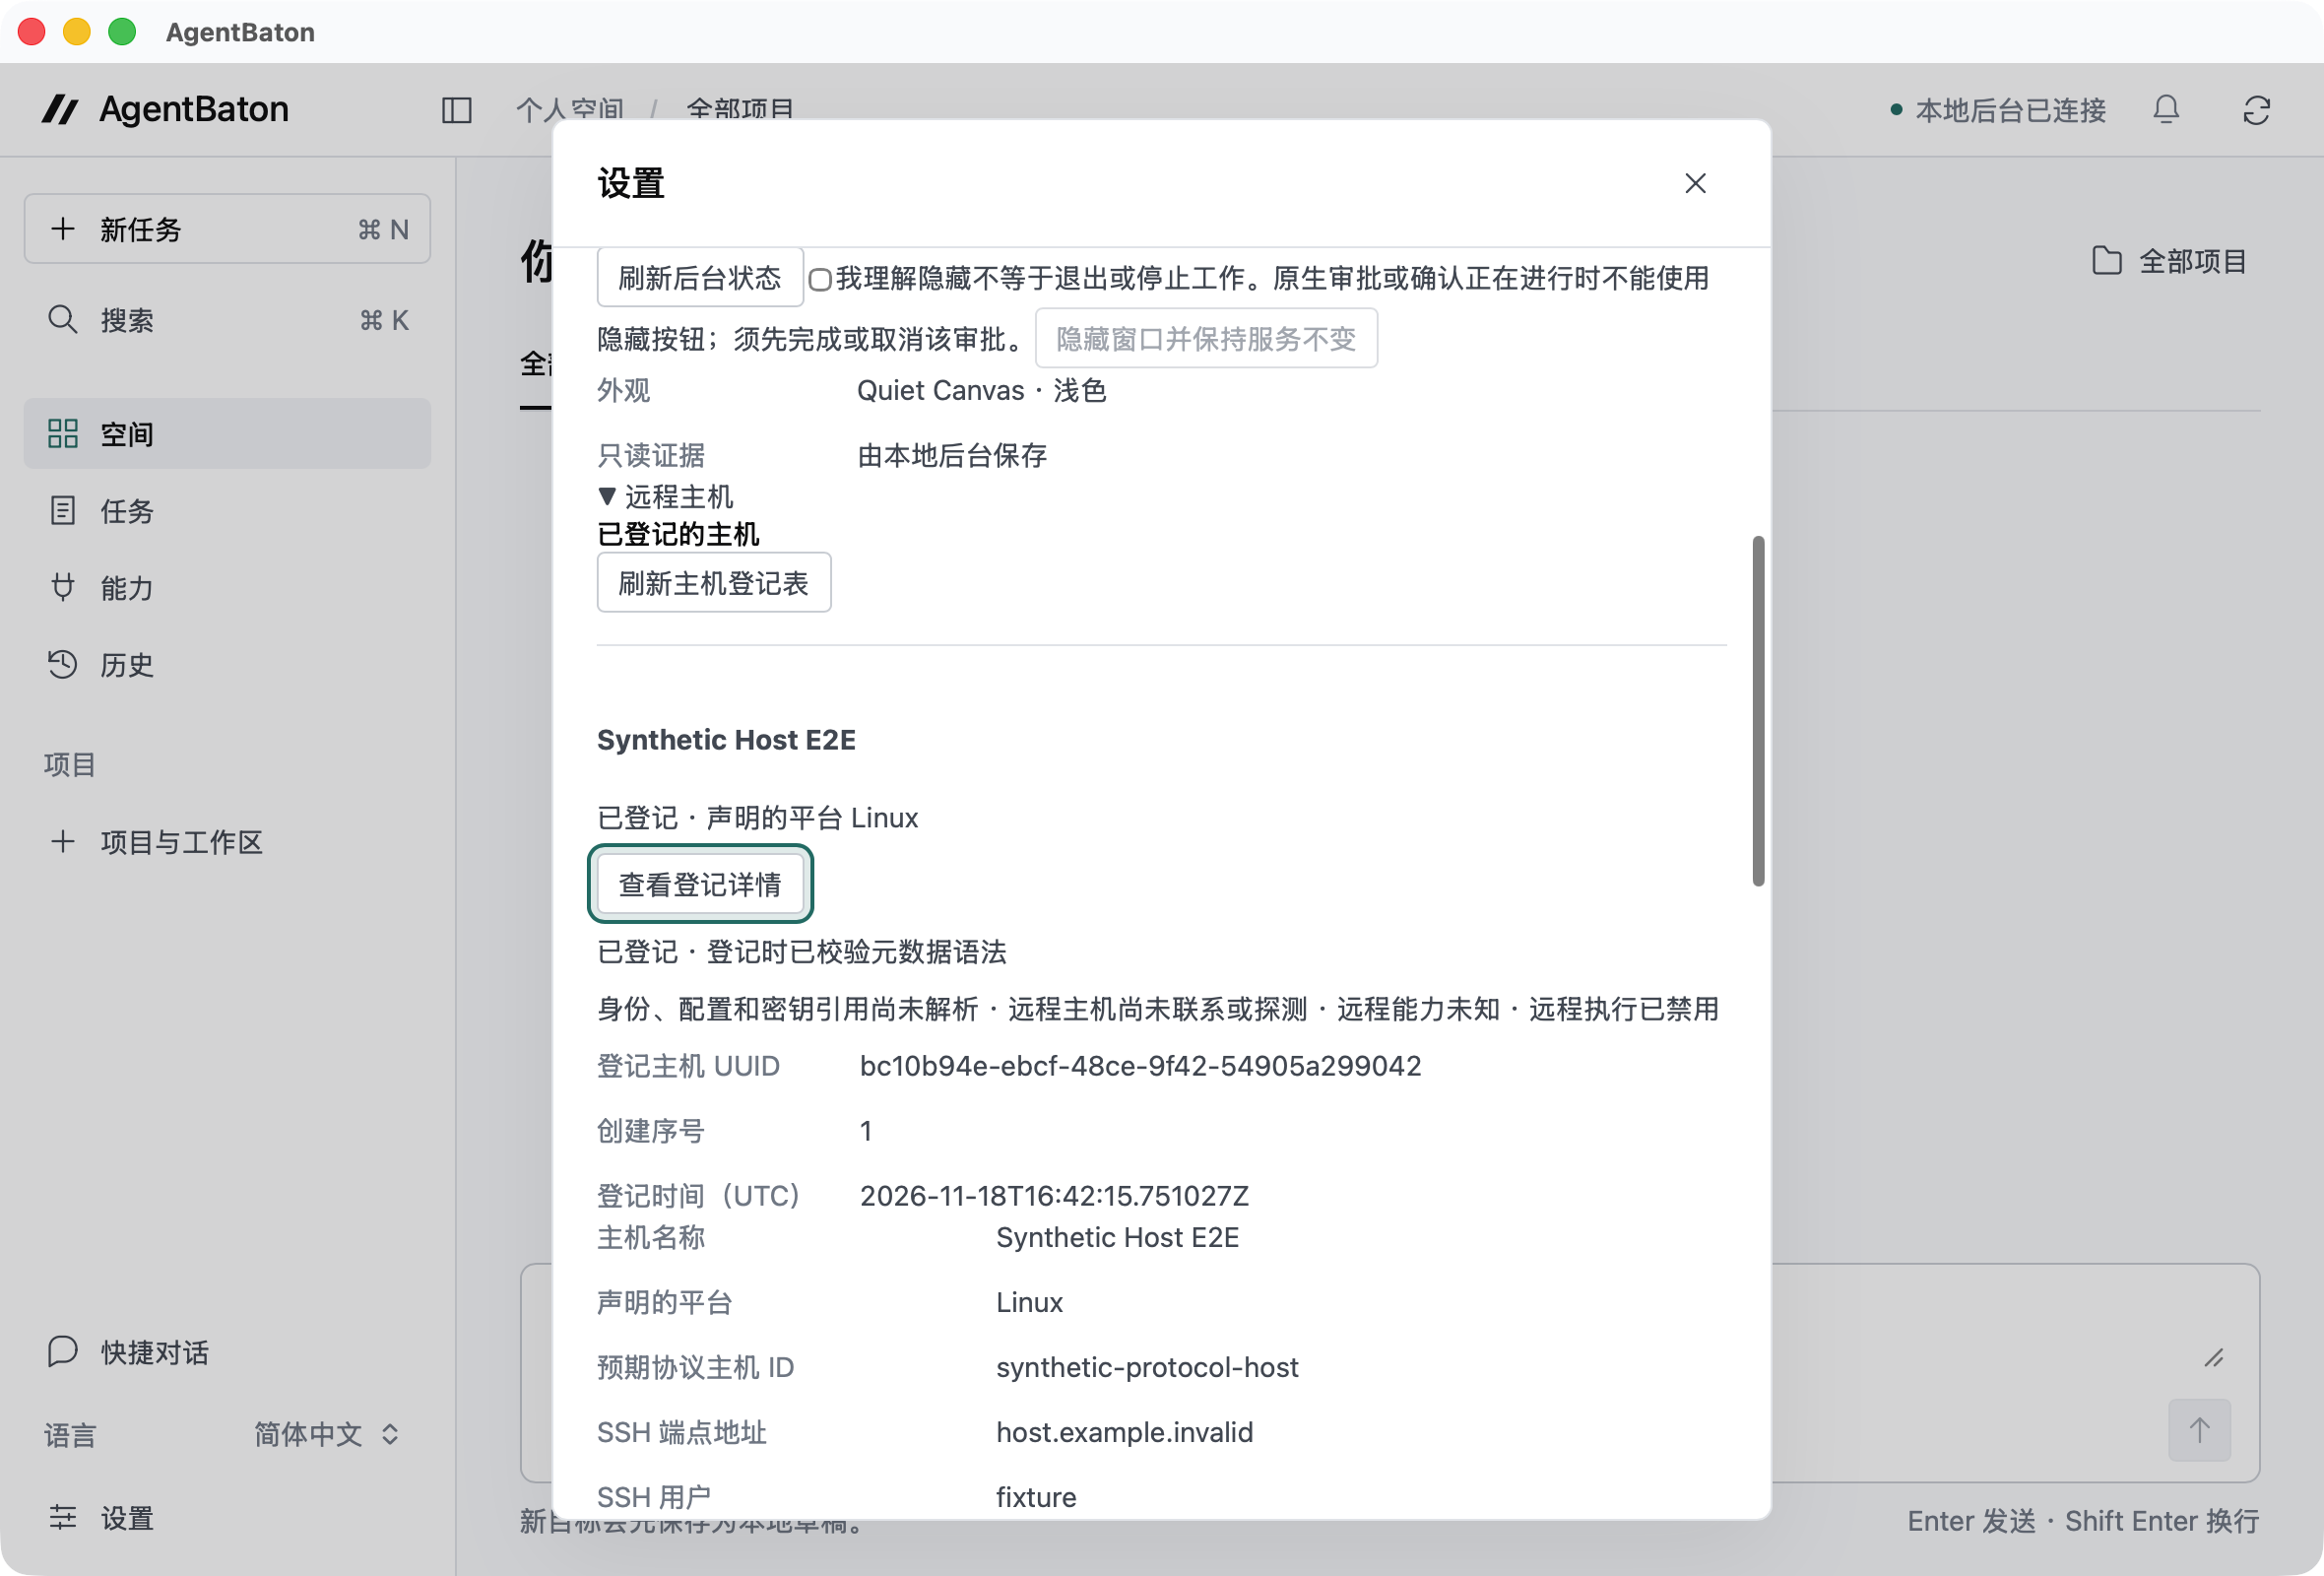 AgentBaton
AgentBaton
个人空间 / 全部项目
本地后台已连接
新任务 ⌘ N
搜索 ⌘ K
空间
任务
能力
历史
项目
项目与工作区
快捷对话
语言 简体中文
设置
你
全部项目
设置
刷新后台状态 我理解隐藏不等于退出或停止工作。原生审批或确认正在进行时不能使用
隐藏按钮；须先完成或取消该审批。 隐藏窗口并保持服务不变
外观 Quiet Canvas · 浅色
只读证据 由本地后台保存
▼ 远程主机
已登记的主机
刷新主机登记表
Synthetic Host E2E
已登记 · 声明的平台 Linux
查看登记详情
已登记 · 登记时已校验元数据语法
身份、配置和密钥引用尚未解析 · 远程主机尚未联系或探测 · 远程能力未知 · 远程执行已禁用
登记主机 UUID bc10b94e-ebcf-48ce-9f42-54905a299042
创建序号 1
登记时间（UTC） 2026-11-18T16:42:15.751027Z
主机名称 Synthetic Host E2E
声明的平台 Linux
预期协议主机 ID synthetic-protocol-host
SSH 端点地址 host.example.invalid
SSH 用户 fixture
新目标会先保存为本地草稿。
Enter 发送 · Shift Enter 换行